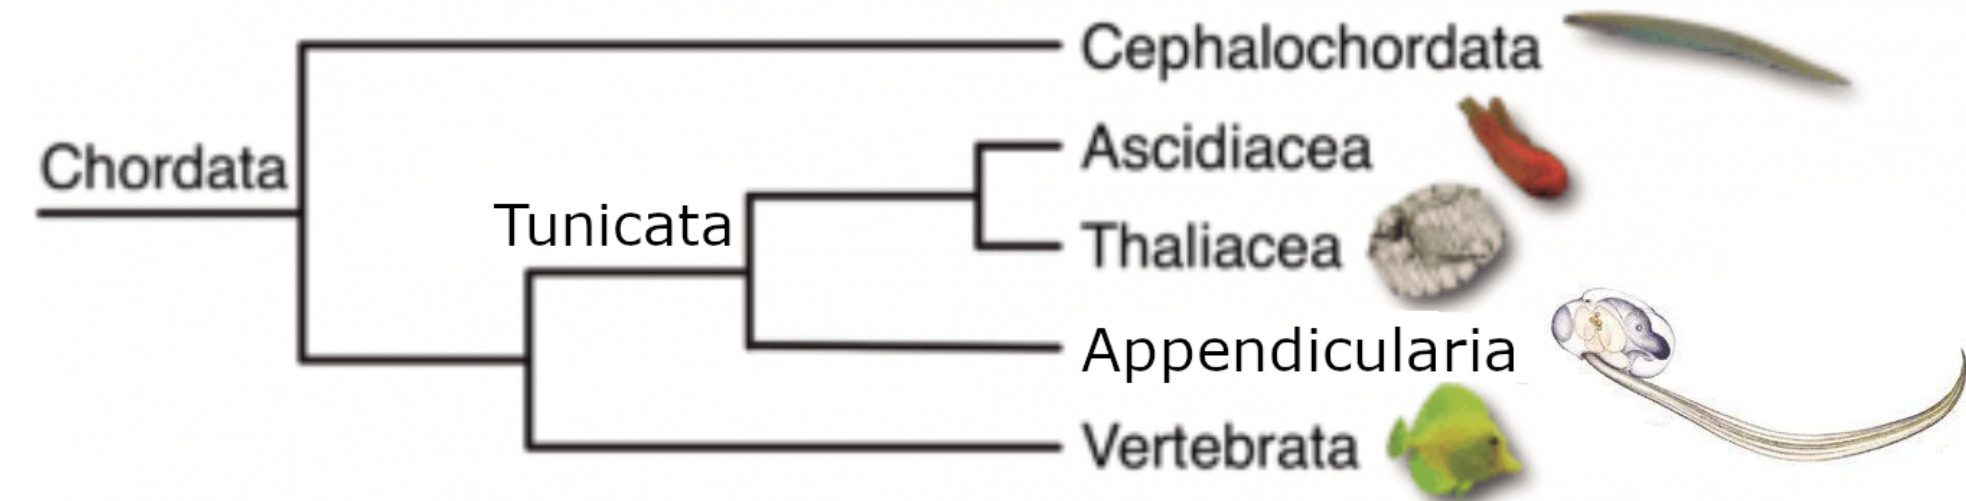 Chordata
Tunicata
Cephalochordata
Ascidiacea
Thaliacea
Appendicularia
Vertebrata